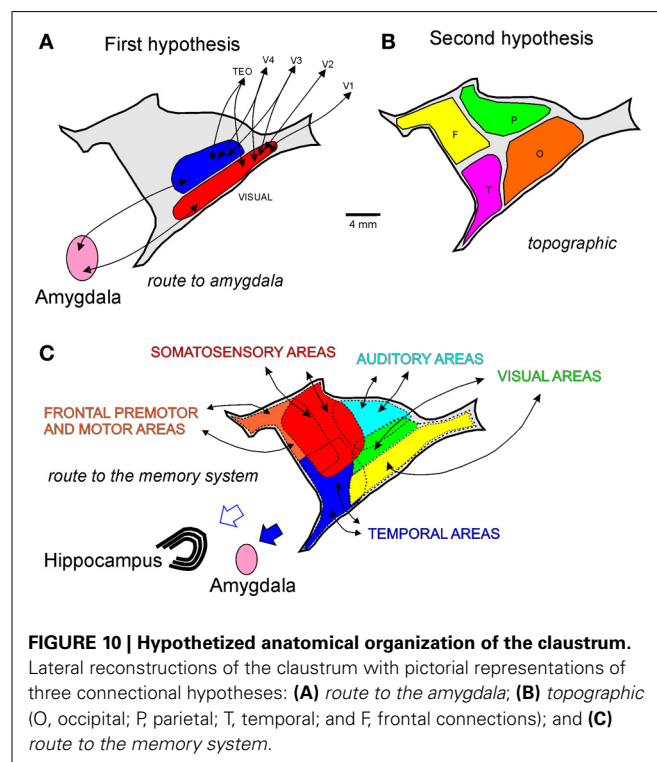 A
First hypothesis
TEO
V4
V3
V2
V1
VISUAL
Amygdala
route to amygdala
4 mm
B
Second hypothesis
F
P
O
T
topographic
C
SOMATOSENSORY AREAS
AUDITORY AREAS
VISUAL AREAS
FRONTAL PREMOTOR
AND MOTOR AREAS
route to the memory system
TEMPORAL AREAS
Hippocampus
Amygdala
FIGURE 10 | Hypothetized anatomical organization of the claustrum.
Lateral reconstructions of the claustrum with pictorial representations of
three connectional hypotheses: (A) route to the amygdala; (B) topographic
(O, occipital; P, parietal; T, temporal; and F, frontal connections); and (C)
route to the memory system.